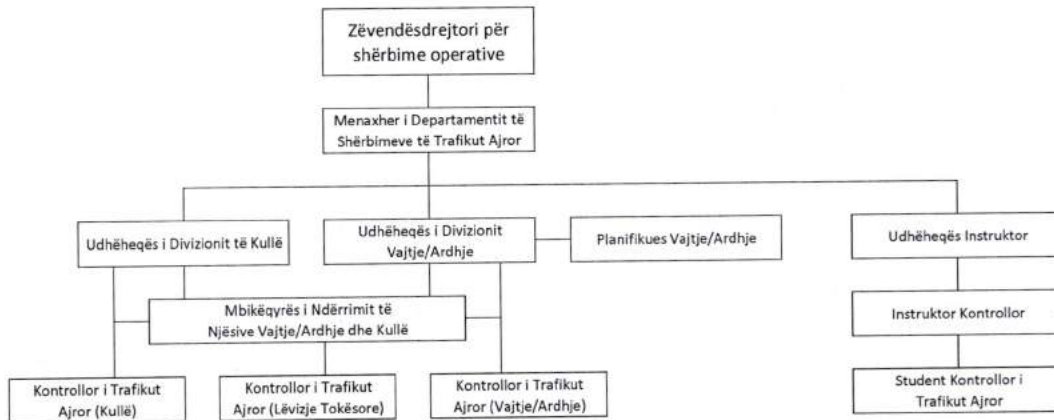 Zëvendësdrejtori për
shërbime operative
Menaxher i Departamentit të
Shërbimeve të Trafikut Ajror
Udhëheqës i Divizionit të Kullë
Udhëheqës i Divizionit
Vajtje/Ardhje
Planifikues Vajtje/Ardhje
Udhëheqës Instruktor
Mbikëqyrës i Ndërrimit të
Njësive Vajtje/Ardhje dhe Kullë
Instruktor Kontrollor
Kontrollor i Trafikut
Ajror (Kullë)
Kontrollor i Trafikut
Ajror (Lëvizje Tokësore)
Kontrollor i Trafikut
Ajror (Vajtje/Ardhje)
Student Kontrollor i
Trafikut Ajror